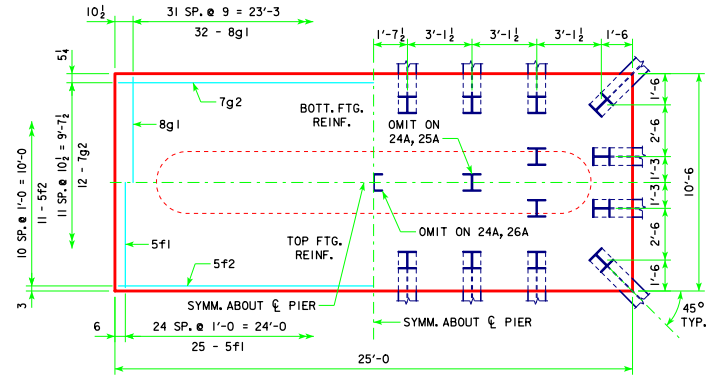 10½
31 SP. @ 9 = 23'-3
32 - 8g1
1'-7½
3'-1½
3'-1½
3'-1½
1'-6
5¼
7g2
8g1
BOTT. FTG.
REINF.
OMIT ON
24A, 25A
1'-6
2'-6
1'-3
1'-3
2'-6
1'-6
10'-6
10 SP. @ 1'-0 = 10'-0
11 - 5f2
11 SP. @ 10½ = 9'-7½
12 - 7g2
5f1
5f2
TOP FTG.
REINF.
OMIT ON 24A, 26A
3
SYMM. ABOUT ℄ PIER
SYMM. ABOUT ℄ PIER
45°
TYP.
6
24 SP. @ 1'-0 = 24'-0
25 - 5f1
25'-0